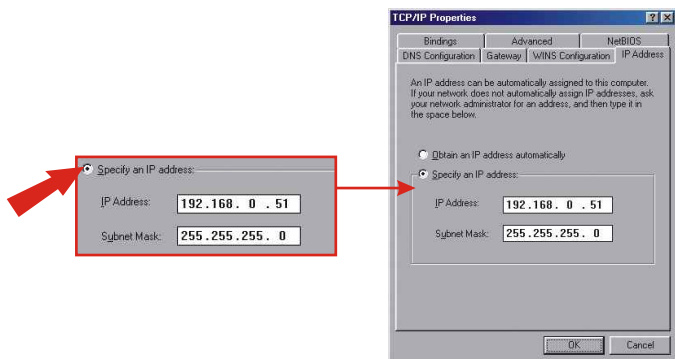 Specify an IP address:
IP Address: 192.168. 0 .51
Subnet Mask: 255.255.255. 0
TCP/IP Properties
Bindings Advanced NetBIOS
DNS Configuration Gateway WINS Configuration IP Address
An IP address can be automatically assigned to this computer.
If your network does not automatically assign IP addresses, ask
your network administrator for an address, and then type it in
the space below.
Obtain an IP address automatically
Specify an IP address:
IP Address: 192.168. 0 .51
Subnet Mask: 255.255.255. 0
OK Cancel